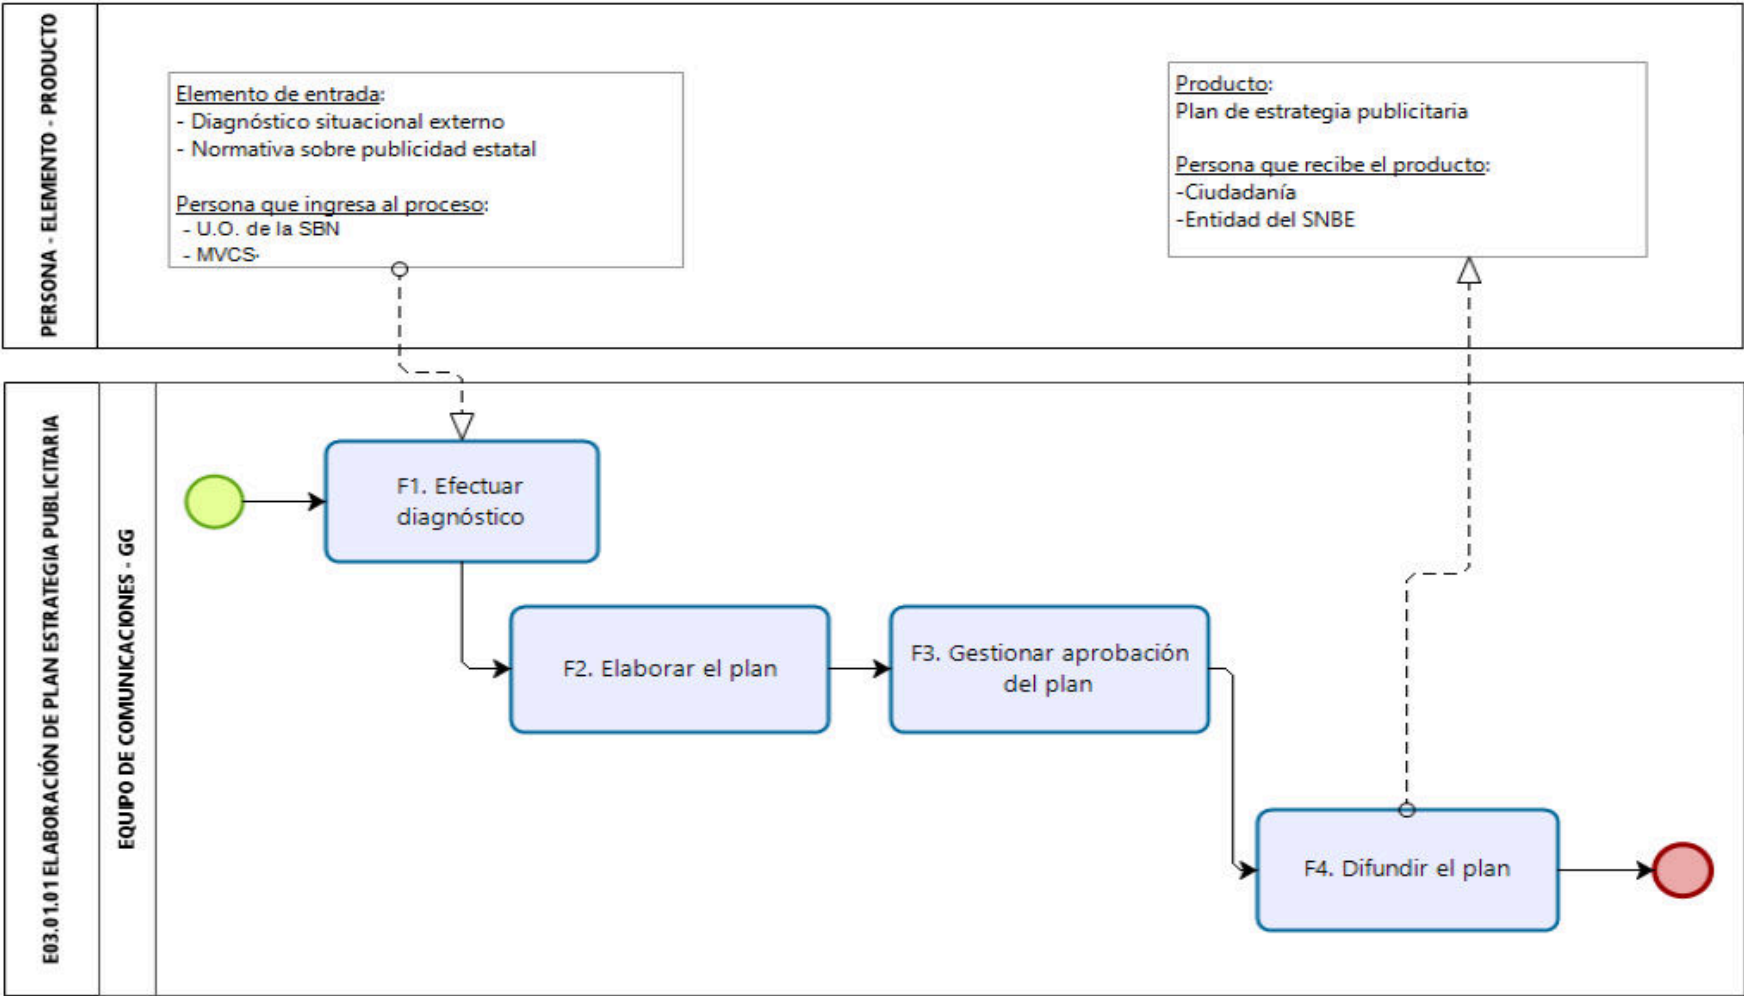 PERSONA - ELEMENTO - PRODUCTO
Elemento de entrada:
- Diagnóstico situacional externo
- Normativa sobre publicidad estatal
Persona que ingresa al proceso:
- U.O. de la SBN
- MVCS·
Producto:
Plan de estrategia publicitaria
Persona que recibe el producto:
-Ciudadanía
-Entidad del SNBE
E03.01.01 ELABORACIÓN DE PLAN ESTRATEGIA PUBLICITARIA
EQUIPO DE COMUNICACIONES - GG
F1. Efectuar
diagnóstico
F2. Elaborar el plan
F3. Gestionar aprobación
del plan
F4. Difundir el plan